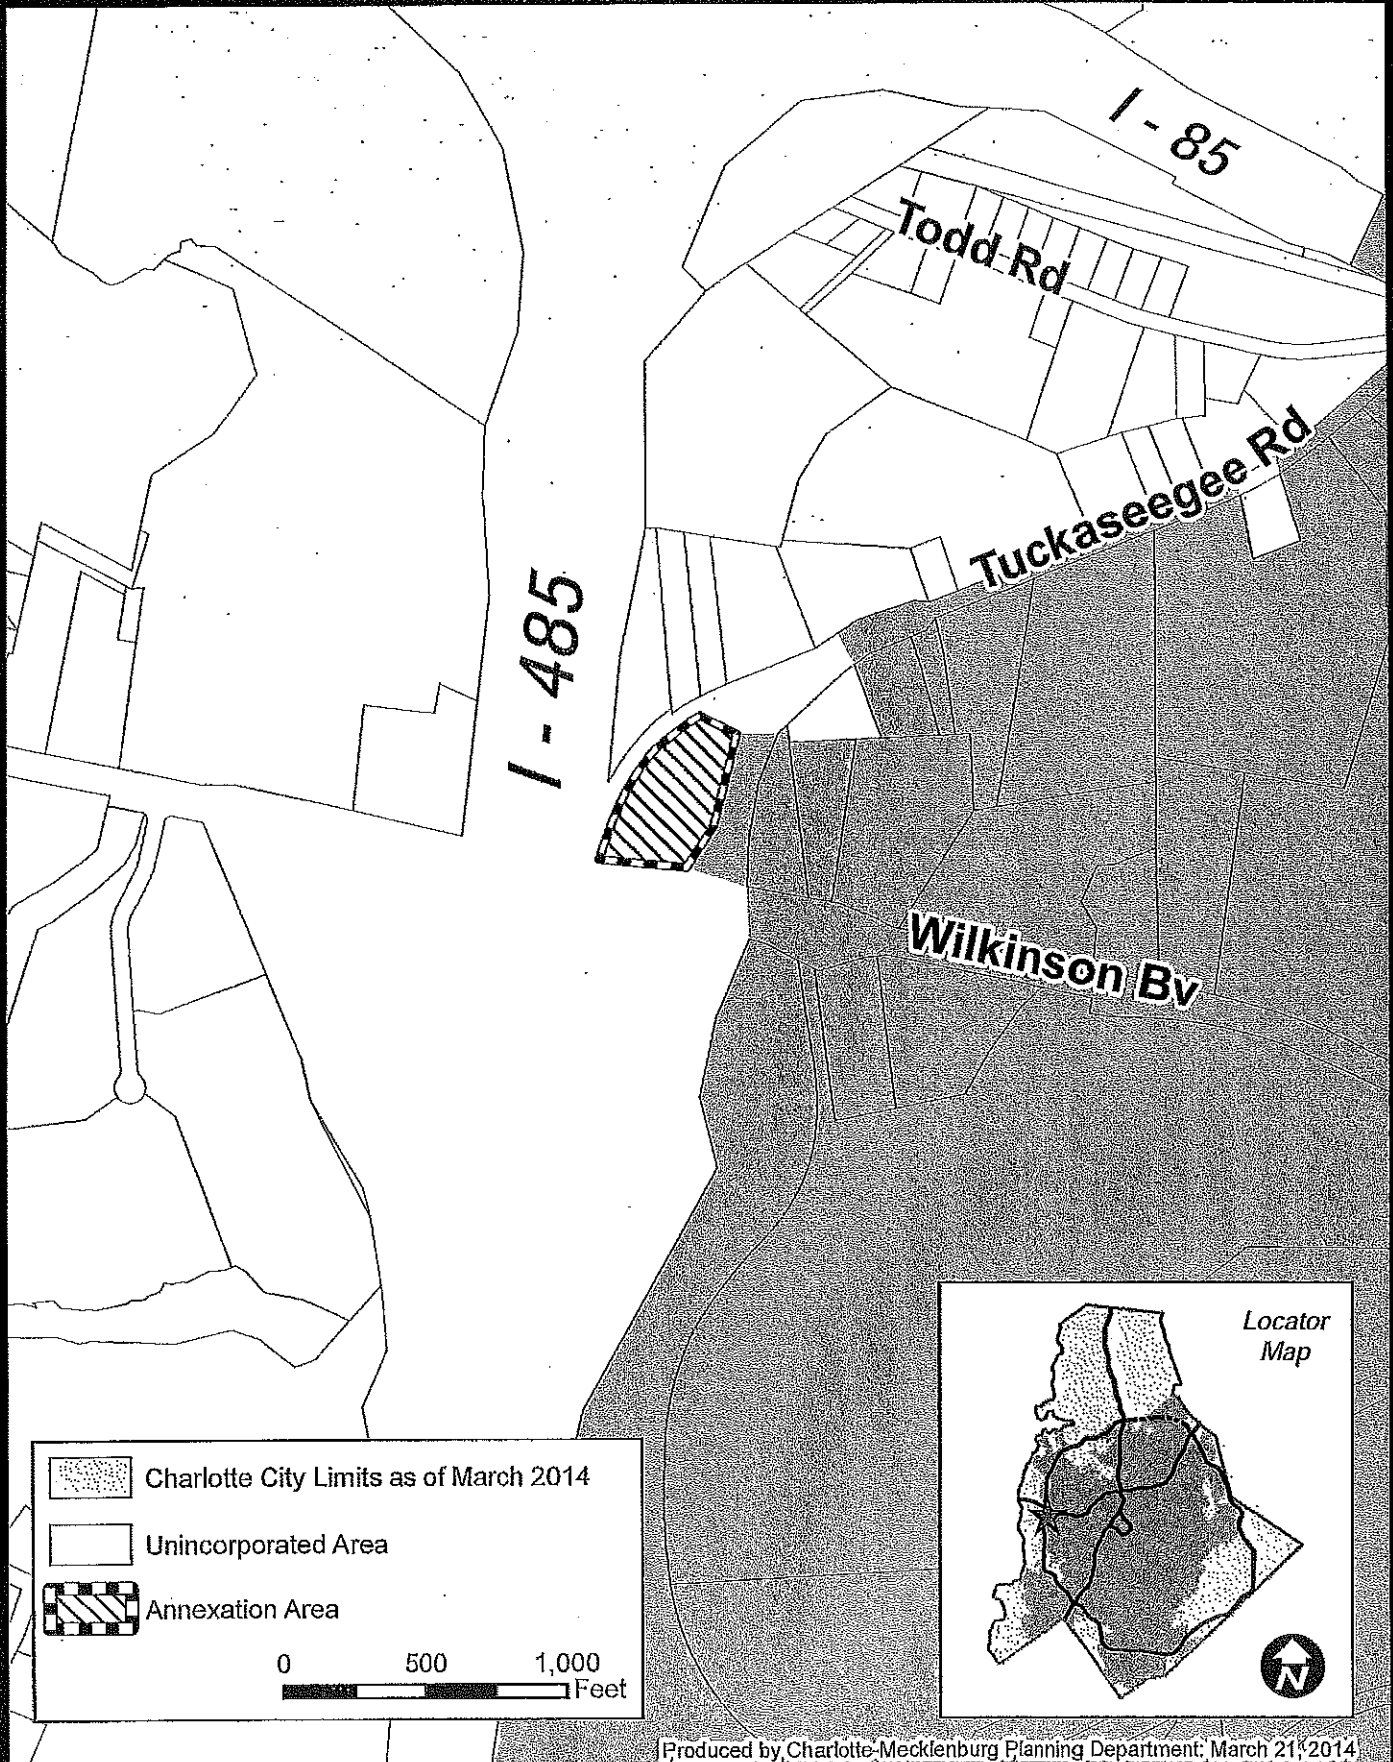 I - 85
Todd Rd
Tuckaseegee Rd
I - 485
Wilkinson Bv
Locator
Map
Charlotte City Limits as of March 2014
Unincorporated Area
Annexation Area
0 500 1,000
Feet
N
Produced by Charlotte-Mecklenburg Planning Department; March 21, 2014